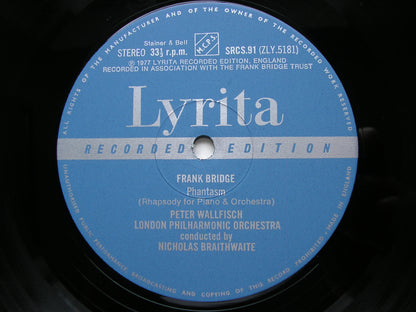 ALL RIGHTS OF THE MANUFACTURER AND OF THE OWNER OF THE RECORDED WORK RESERVED
Stainer & Bell
M.C.P.S.
STEREO 33⅓ r.p.m.
SRCS.91 (ZLY.5181)
℗ 1977 LYRITA RECORDED EDITION, ENGLAND
RECORDED IN ASSOCIATION WITH THE FRANK BRIDGE TRUST
Lyrita
RECORDED EDITION
FRANK BRIDGE
Phantasm
(Rhapsody for Piano & Orchestra)
PETER WALLFISCH
LONDON PHILHARMONIC ORCHESTRA
conducted by
NICHOLAS BRAITHWAITE
UNAUTHORISED PUBLIC PERFORMANCE BROADCASTING AND COPYING OF THIS RECORD PROHIBITED
MADE IN ENGLAND